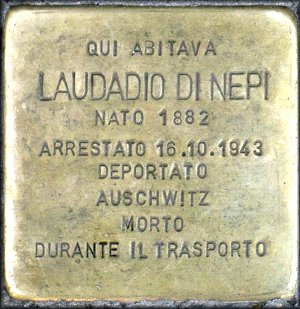 QUI ABITAVA
LAUDADIO DI NEPI
NATO 1882
ARRESTATO 16.10.1943
DEPORTATO
AUSCHWITZ
MORTO
DURANTE IL TRASPORTO